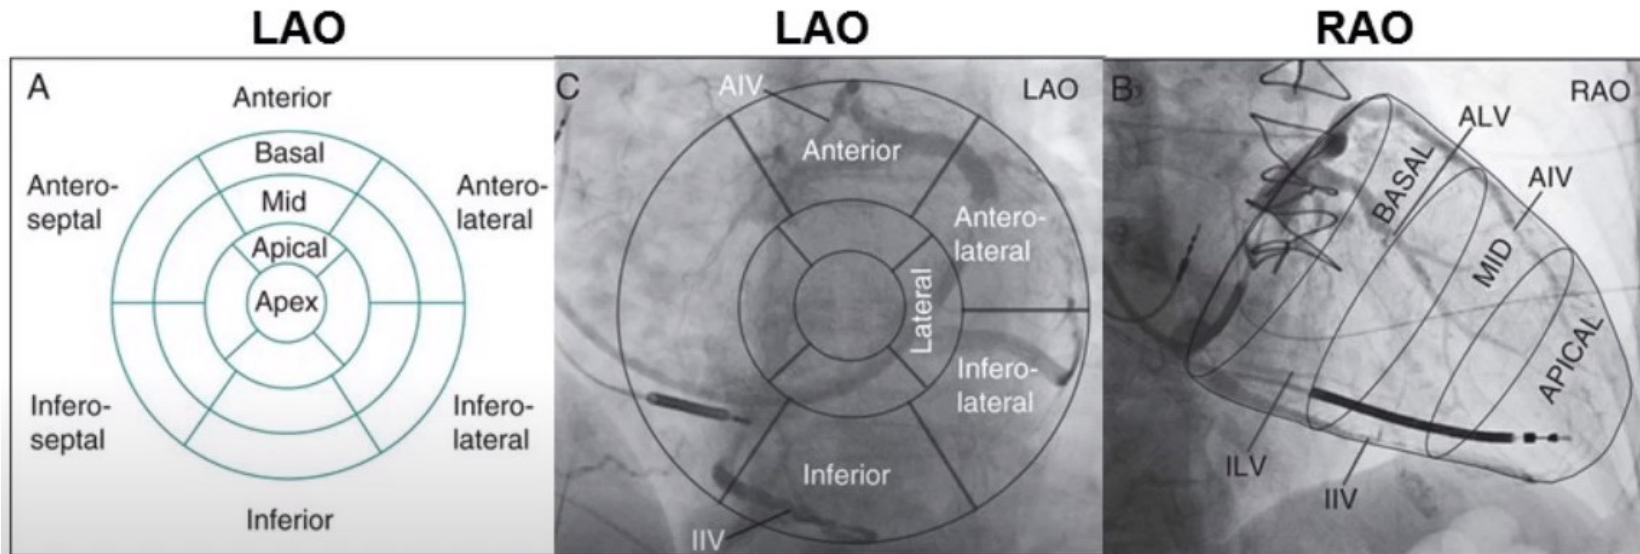 LAO
LAO
RAO
A
Anterior
Basal
Mid
Apical
Apex
Antero-
septal
Antero-
lateral
Infero-
septal
Infero-
lateral
Inferior
C
LAO
AIV
Anterior
Antero-
lateral
Lateral
Infero-
lateral
Inferior
IIV
B
RAO
ALV
AIV
BASAL
MID
APICAL
ILV
IIV